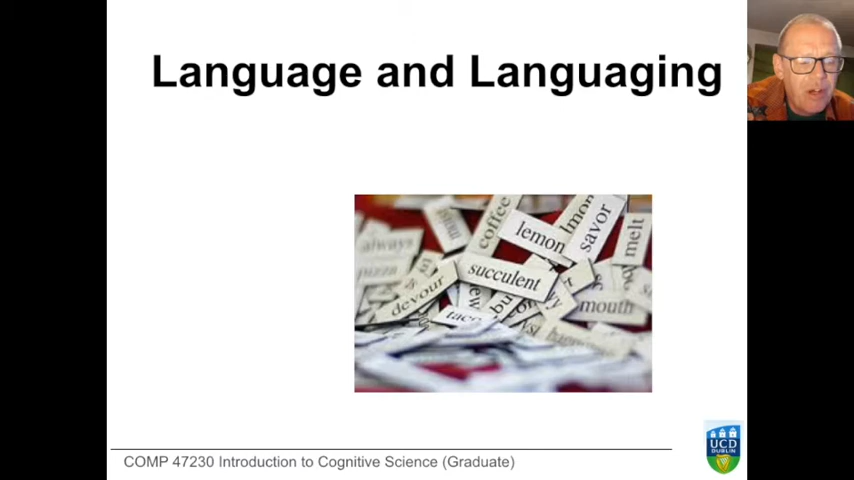 Language and Languaging
coffee
lemon
savor
melt
always
pizza
succulent
devour
mouth
COMP 47230 Introduction to Cognitive Science (Graduate)
UCD
DUBLIN